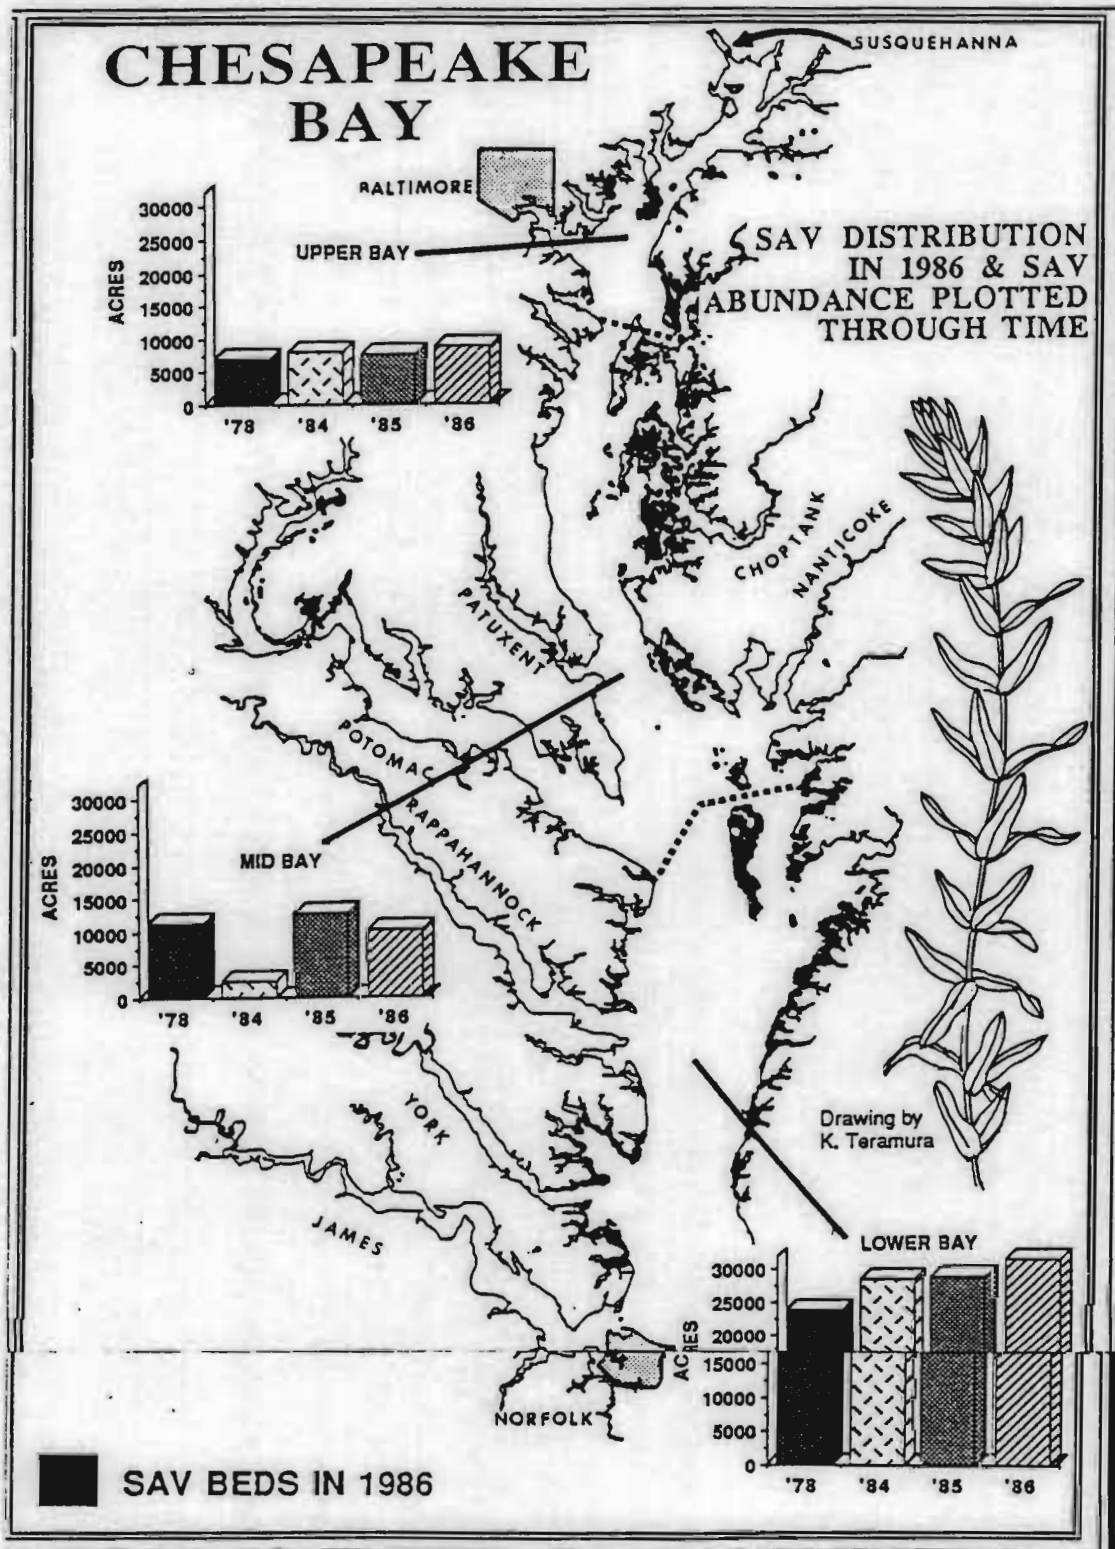 CHESAPEAKE
BAY
SUSQUEHANNA
BALTIMORE
UPPER BAY
SAV DISTRIBUTION
IN 1986 & SAV
ABUNDANCE PLOTTED
THROUGH TIME
ACRES
30000
25000
20000
15000
10000
5000
0
'78 '84 '85 '86
CHOPTANK
NANTICOKE
PATUXENT
POTOMAC
RAPPAHANNOCK
MID BAY
ACRES
30000
25000
20000
15000
10000
5000
0
'78 '84 '85 '86
YORK
JAMES
Drawing by
K. Teramura
LOWER BAY
ACRES
30000
25000
20000
15000
10000
5000
0
'78 '84 '85 '86
NORFOLK
SAV BEDS IN 1986